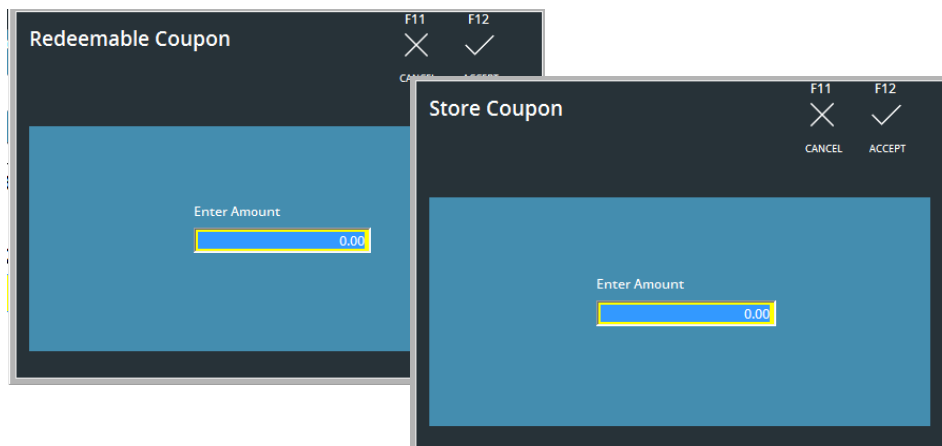 F11 F12
Redeemable Coupon
Enter Amount
0.00
F11 F12
Store Coupon
CANCEL ACCEPT
Enter Amount
0.00